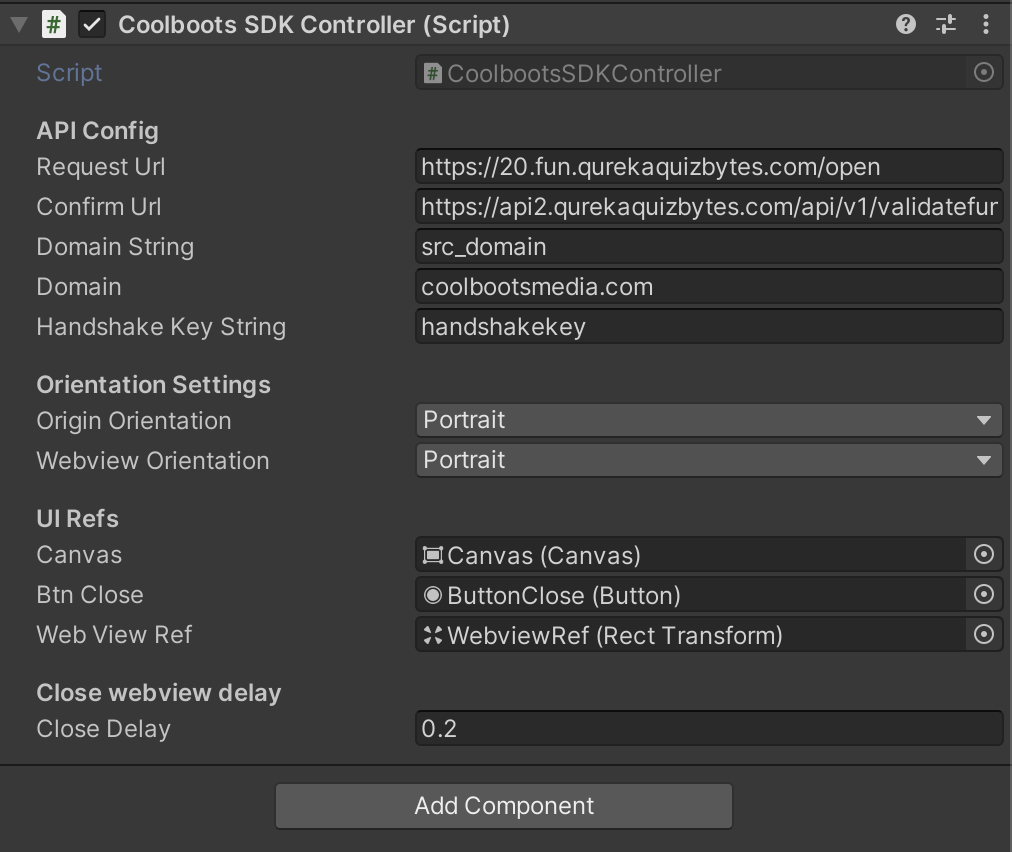 Coolboots SDK Controller (Script)
Script CoolbootsSDKController
API Config
Request Url https://20.fun.qurekaquizbytes.com/open
Confirm Url https://api2.qurekaquizbytes.com/api/v1/validatefur
Domain String src_domain
Domain coolbootsmedia.com
Handshake Key String handshakekey
Orientation Settings
Origin Orientation Portrait
Webview Orientation Portrait
UI Refs
Canvas Canvas (Canvas)
Btn Close ButtonClose (Button)
Web View Ref WebviewRef (Rect Transform)
Close webview delay
Close Delay 0.2
Add Component